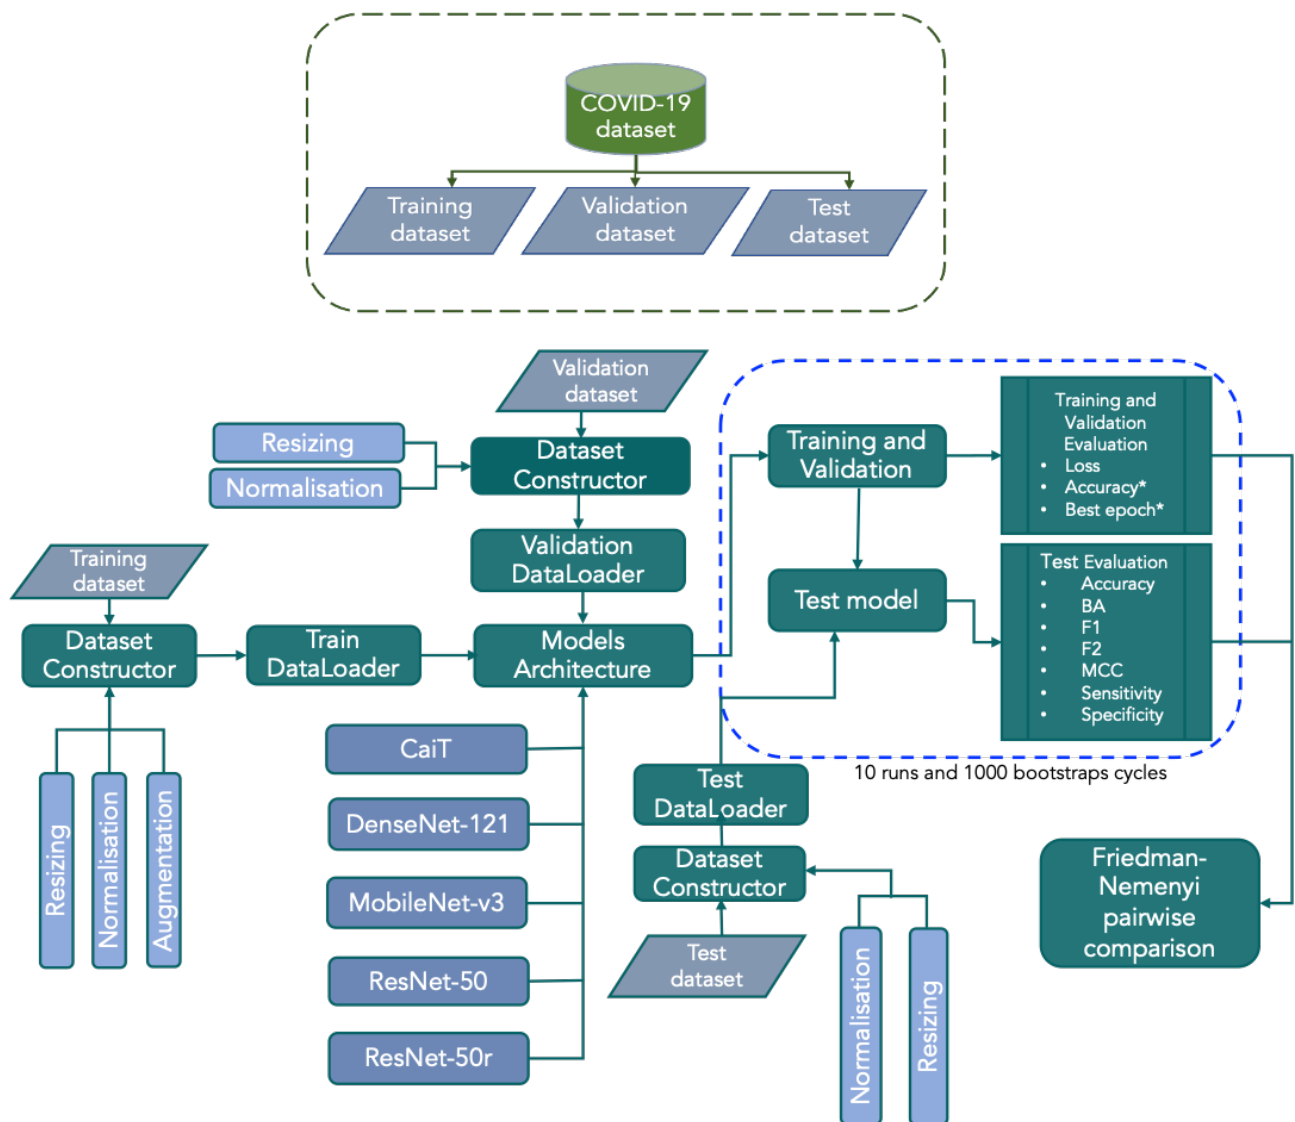 COVID-19
dataset
Training
dataset
Validation
dataset
Test
dataset
Validation
dataset
Resizing
Normalisation
Dataset
Constructor
Validation
DataLoader
Training
dataset
Dataset
Constructor
Train
DataLoader
Models
Architecture
Resizing
Normalisation
Augmentation
CaiT
DenseNet-121
MobileNet-v3
ResNet-50
ResNet-50r
Training and
Validation
Test model
Training and
Validation
Evaluation
• Loss
• Accuracy*
• Best epoch*
Test Evaluation
• Accuracy
• BA
• F1
• F2
• MCC
• Sensitivity
• Specificity
10 runs and 1000 bootstraps cycles
Test
DataLoader
Dataset
Constructor
Test
dataset
Normalisation
Resizing
Friedman-
Nemenyi
pairwise
comparison